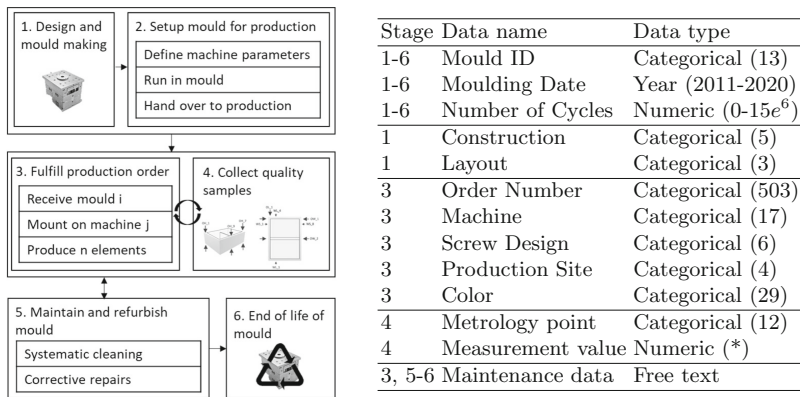 1. Design and
mould making
2. Setup mould for production
Define machine parameters
Run in mould
Hand over to production
3. Fulfill production order
Receive mould i
Mount on machine j
Produce n elements
4. Collect quality
samples
5. Maintain and refurbish
mould
Systematic cleaning
Corrective repairs
6. End of life of
mould
Stage Data name Data type
1-6 Mould ID Categorical (13)
1-6 Moulding Date Year (2011-2020)
1-6 Number of Cycles Numeric (0-15e⁶)
1 Construction Categorical (5)
1 Layout Categorical (3)
3 Order Number Categorical (503)
3 Machine Categorical (17)
3 Screw Design Categorical (6)
3 Production Site Categorical (4)
3 Color Categorical (29)
4 Metrology point Categorical (12)
4 Measurement value Numeric (*)
3, 5-6 Maintenance data Free text